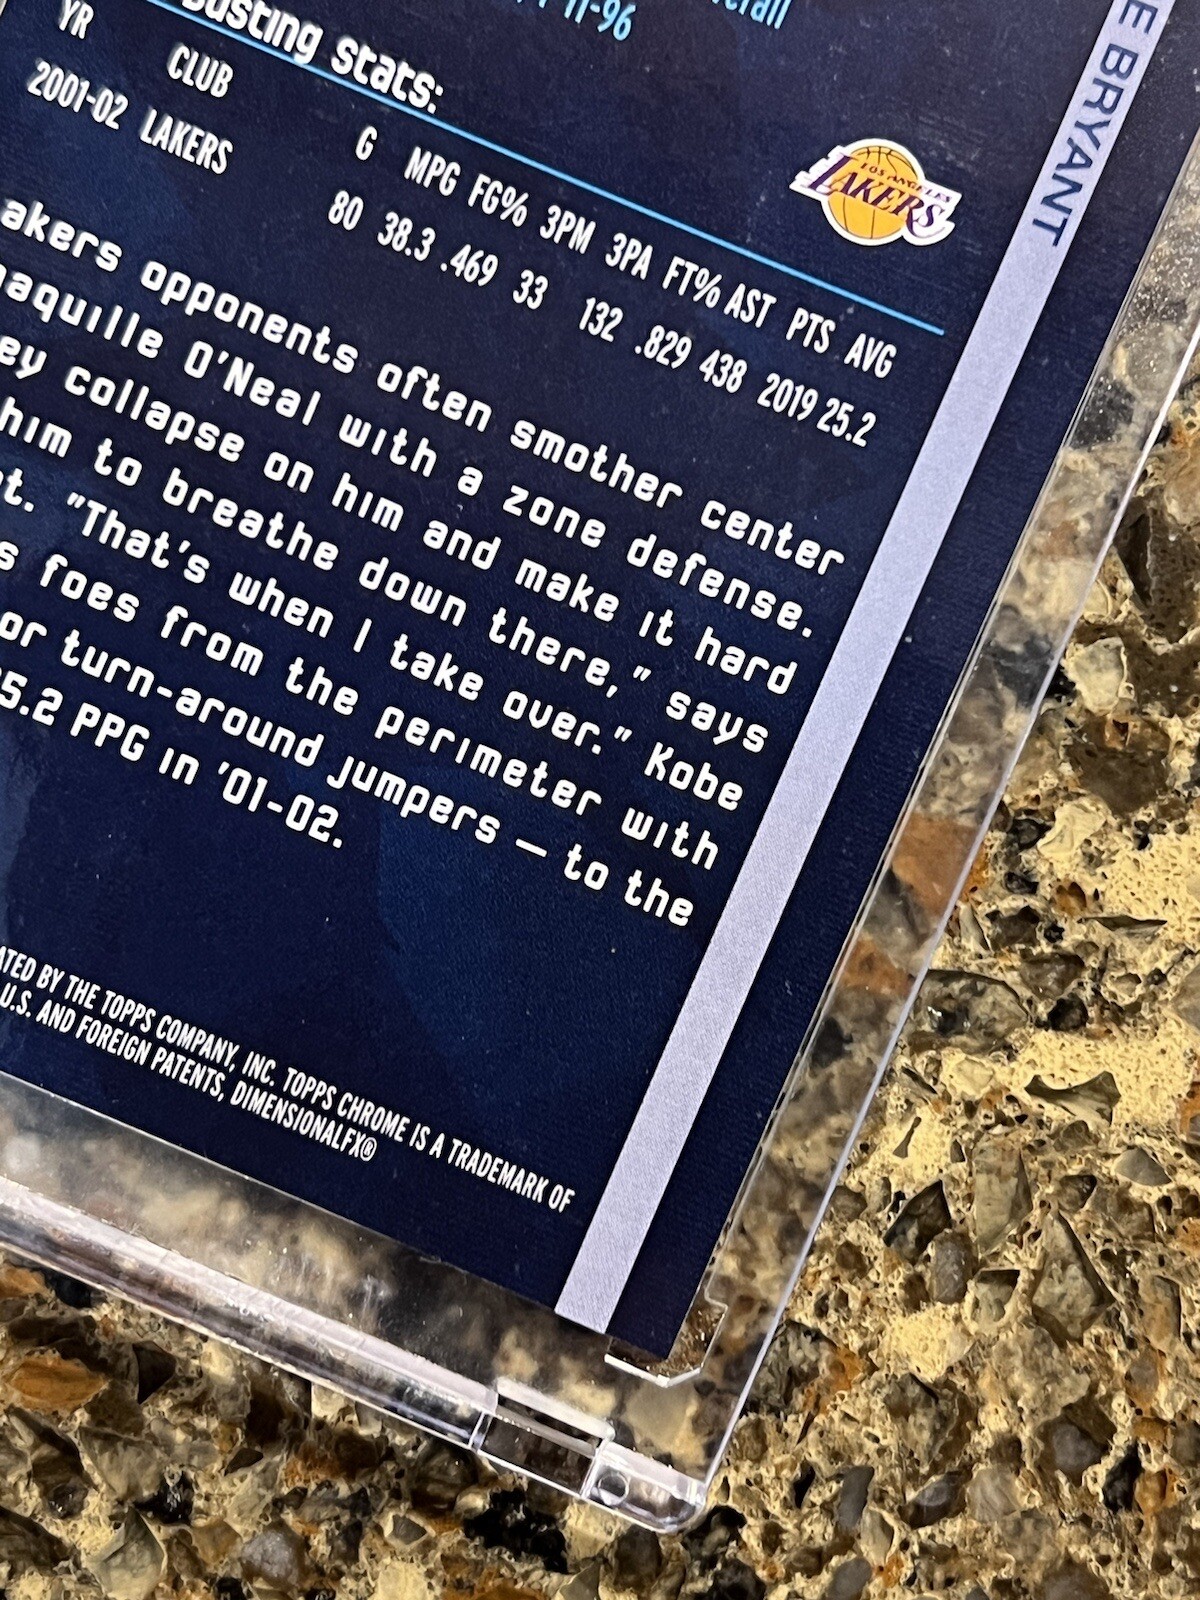 11-96
Busting stats:
YR CLUB G MPG FG% 3PM 3PA FT% AST PTS AVG
2001-02 LAKERS 80 38.3 .469 33 132 .829 438 2019 25.2
LOS ANGELES
LAKERS
BRYANT
akers opponents often smother center
aquille O'Neal with a zone defense.
ey collapse on him and make it hard
him to breathe down there," says
t. "That's when I take over." Kobe
s foes from the perimeter with
or turn-around jumpers — to the
5.2 PPG in '01-02.
ATED BY THE TOPPS COMPANY, INC. TOPPS CHROME IS A TRADEMARK OF
U.S. AND FOREIGN PATENTS, DIMENSIONALFX®